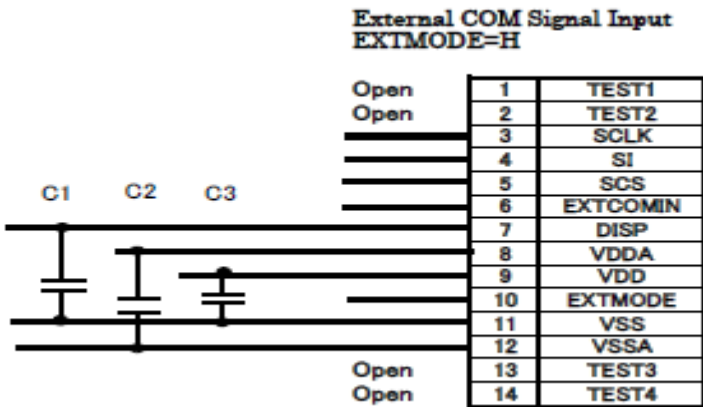 External COM Signal Input
EXTMODE=H
Open 1 TEST1
Open 2 TEST2
3 SCLK
4 SI
5 SCS
6 EXTCOMIN
C1 C2 C3
7 DISP
8 VDDA
9 VDD
10 EXTMODE
11 VSS
12 VSSA
Open 13 TEST3
Open 14 TEST4